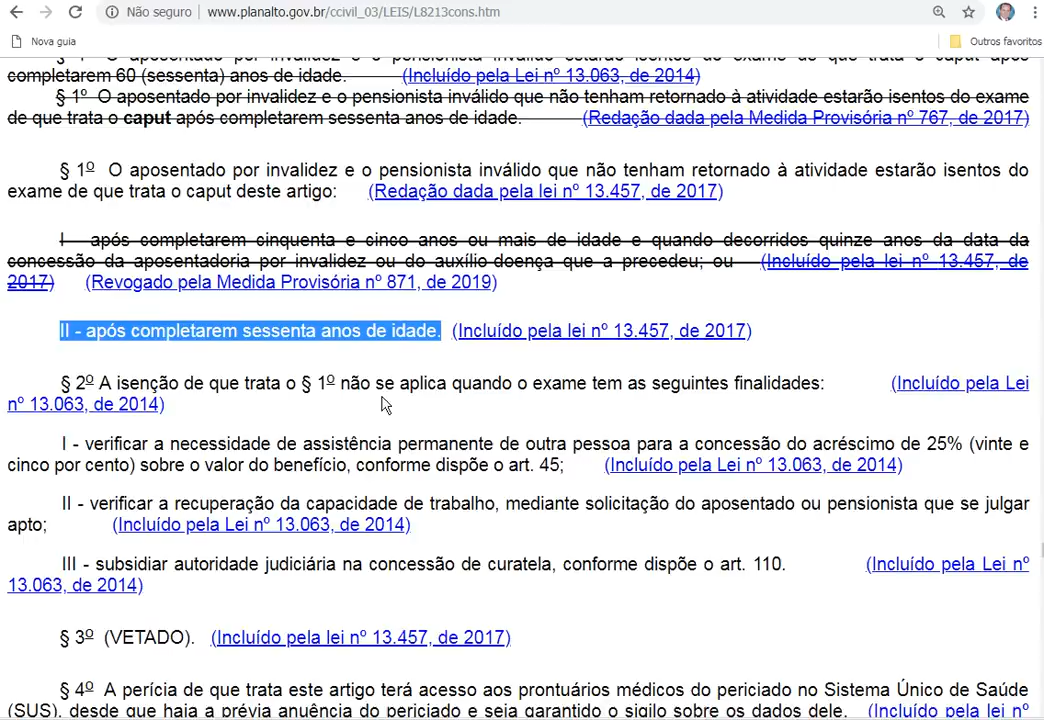 Não seguro | www.planalto.gov.br/ccivil_03/LEIS/L8213cons.htm
Nova guia
Outros favoritos
§ 1º O aposentado por invalidez e o pensionista inválido estarão isentos do exame de que trata o caput após
completarem 60 (sessenta) anos de idade. (Incluído pela Lei nº 13.063, de 2014)
§ 1º O aposentado por invalidez e o pensionista inválido que não tenham retornado à atividade estarão isentos do exame
de que trata o caput após completarem sessenta anos de idade. (Redação dada pela Medida Provisória nº 767, de 2017)
§ 1º O aposentado por invalidez e o pensionista inválido que não tenham retornado à atividade estarão isentos do
exame de que trata o caput deste artigo: (Redação dada pela lei nº 13.457, de 2017)
I - após completarem cinquenta e cinco anos ou mais de idade e quando decorridos quinze anos da data da
concessão da aposentadoria por invalidez ou do auxílio-doença que a precedeu; ou (Incluído pela lei nº 13.457, de
2017) (Revogado pela Medida Provisória nº 871, de 2019)
II - após completarem sessenta anos de idade. (Incluído pela lei nº 13.457, de 2017)
§ 2º A isenção de que trata o § 1º não se aplica quando o exame tem as seguintes finalidades: (Incluído pela Lei
nº 13.063, de 2014)
I - verificar a necessidade de assistência permanente de outra pessoa para a concessão do acréscimo de 25% (vinte e
cinco por cento) sobre o valor do benefício, conforme dispõe o art. 45; (Incluído pela Lei nº 13.063, de 2014)
II - verificar a recuperação da capacidade de trabalho, mediante solicitação do aposentado ou pensionista que se julgar
apto; (Incluído pela Lei nº 13.063, de 2014)
III - subsidiar autoridade judiciária na concessão de curatela, conforme dispõe o art. 110. (Incluído pela Lei nº
13.063, de 2014)
§ 3º (VETADO). (Incluído pela lei nº 13.457, de 2017)
§ 4º A perícia de que trata este artigo terá acesso aos prontuários médicos do periciado no Sistema Único de Saúde
(SUS), desde que haja a prévia anuência do periciado e seja garantido o sigilo sobre os dados dele. (Incluído pela lei nº